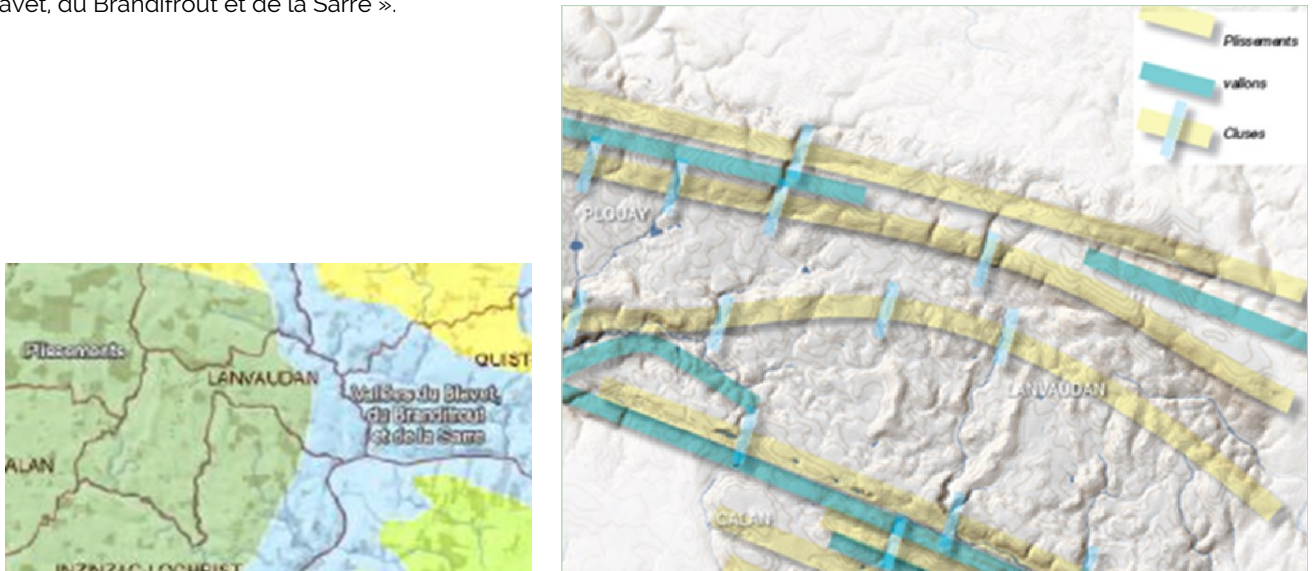 avet, du Brandifrout et de la Sarre ».
Plissements
vallons
Cluses
PLOUAY
LANVAUDAN
CALAN
Plissements
LANVAUDAN
QUIST
Vallées du Blavet,
du Brandifrout
et de la Sarre
ALAN
INZINZAC-LOCHRIST